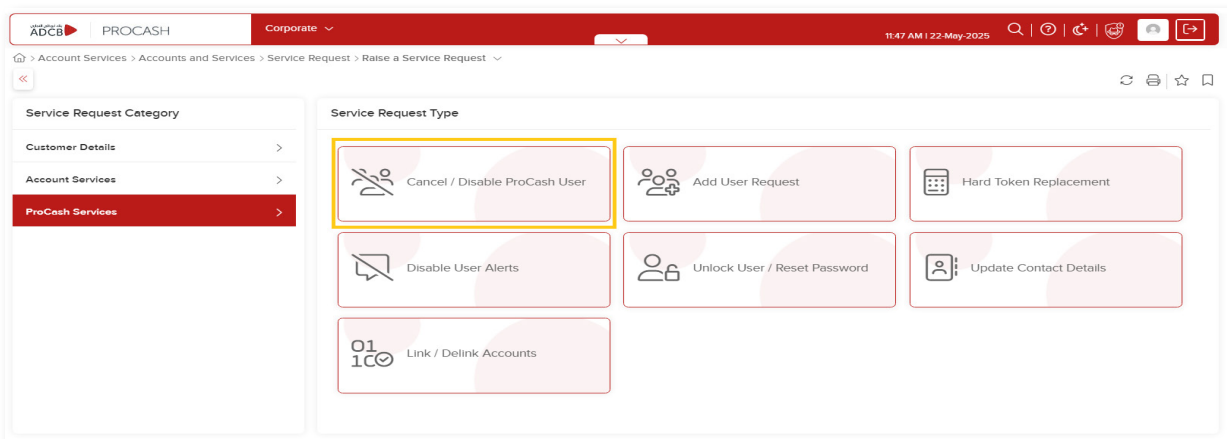 ADCB
PROCASH
Corporate
11:47 AM | 22-May-2025
> Account Services > Accounts and Services > Service Request > Raise a Service Request
Service Request Category
Customer Details
Account Services
ProCash Services
Service Request Type
Cancel / Disable ProCash User
Add User Request
Hard Token Replacement
Disable User Alerts
Unlock User / Reset Password
Update Contact Details
Link / Delink Accounts